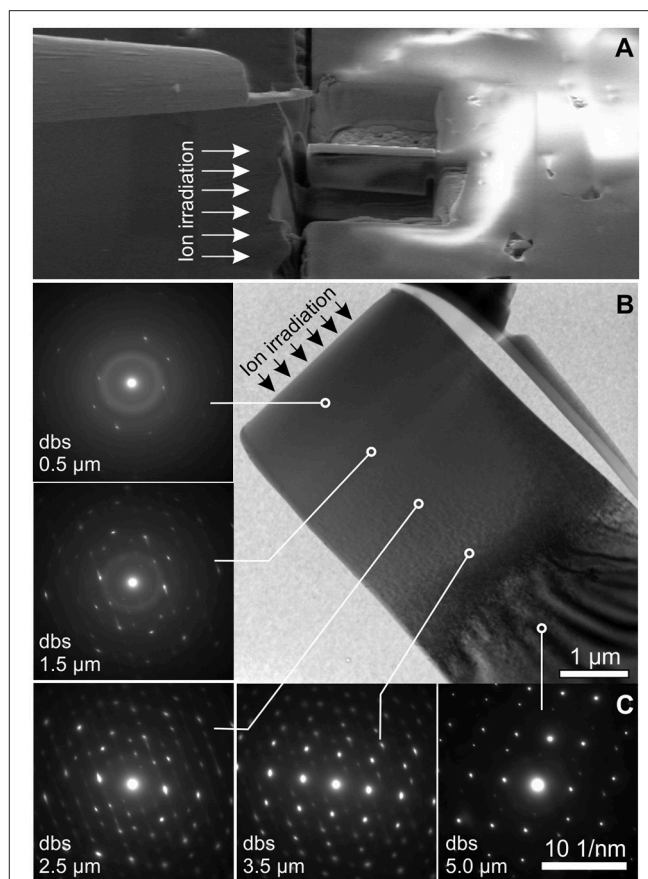 A
Ion irradiation
B
Ion irradiation
dbs
0.5 μm
dbs
1.5 μm
1 μm
C
dbs
2.5 μm
dbs
3.5 μm
dbs
5.0 μm
10 1/nm